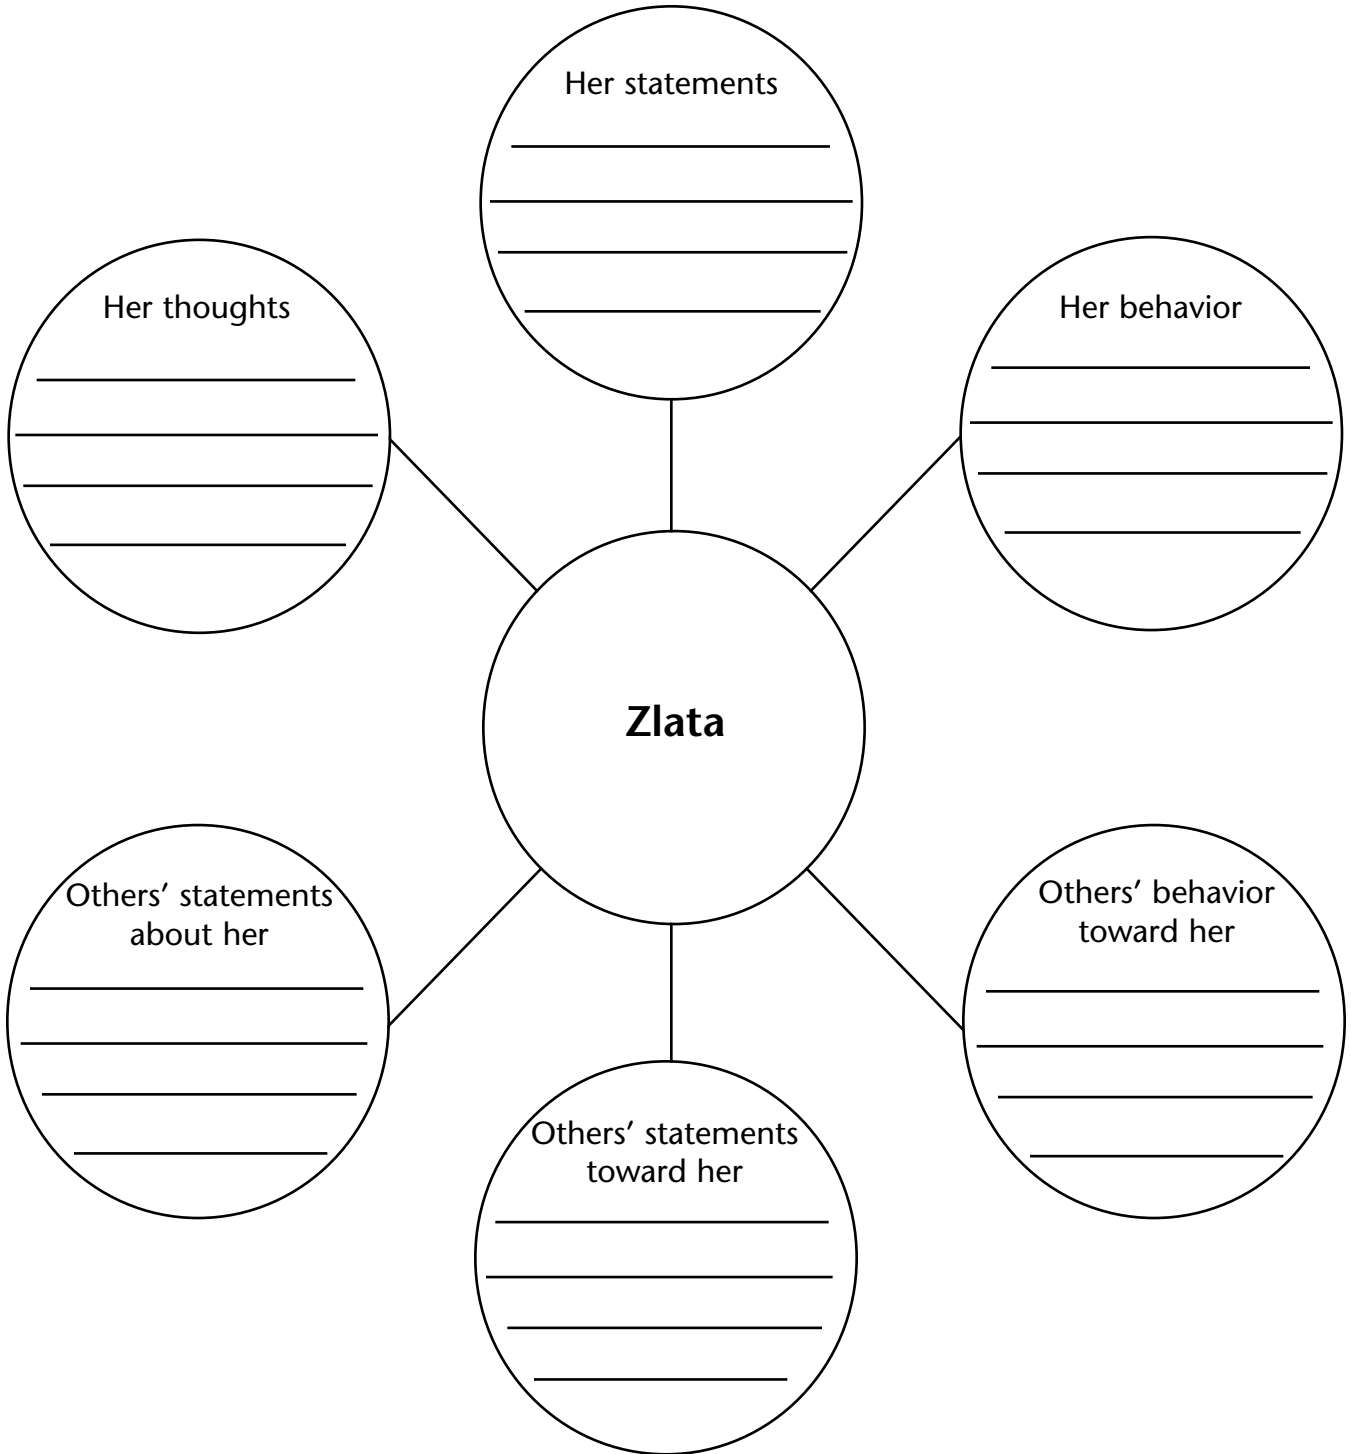 Her statements
Her thoughts
Her behavior
Zlata
Others' statements
about her
Others' behavior
toward her
Others' statements
toward her